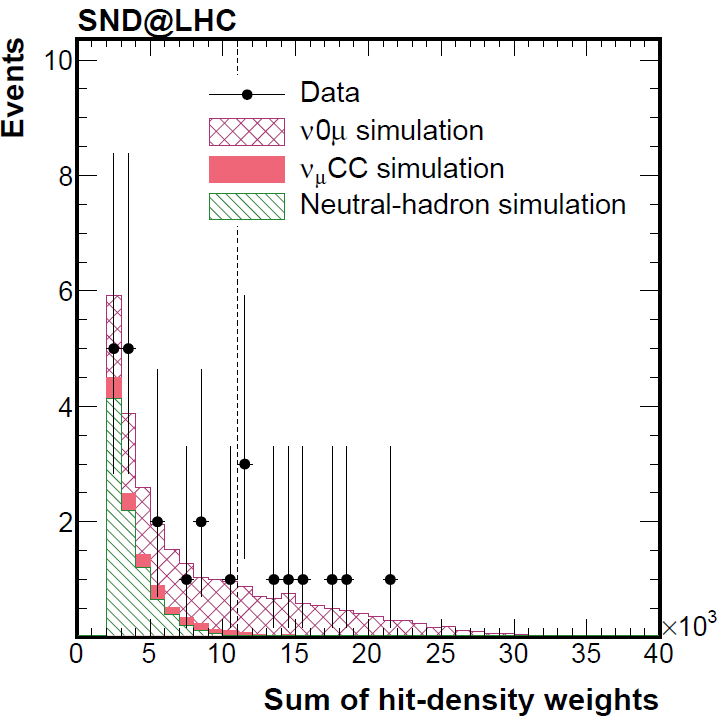 SND@LHC
Events
Data
ν0μ simulation
νμCC simulation
Neutral-hadron simulation
10
8
6
4
2
0 5 10 15 20 25 30 35 40
×10³
Sum of hit-density weights